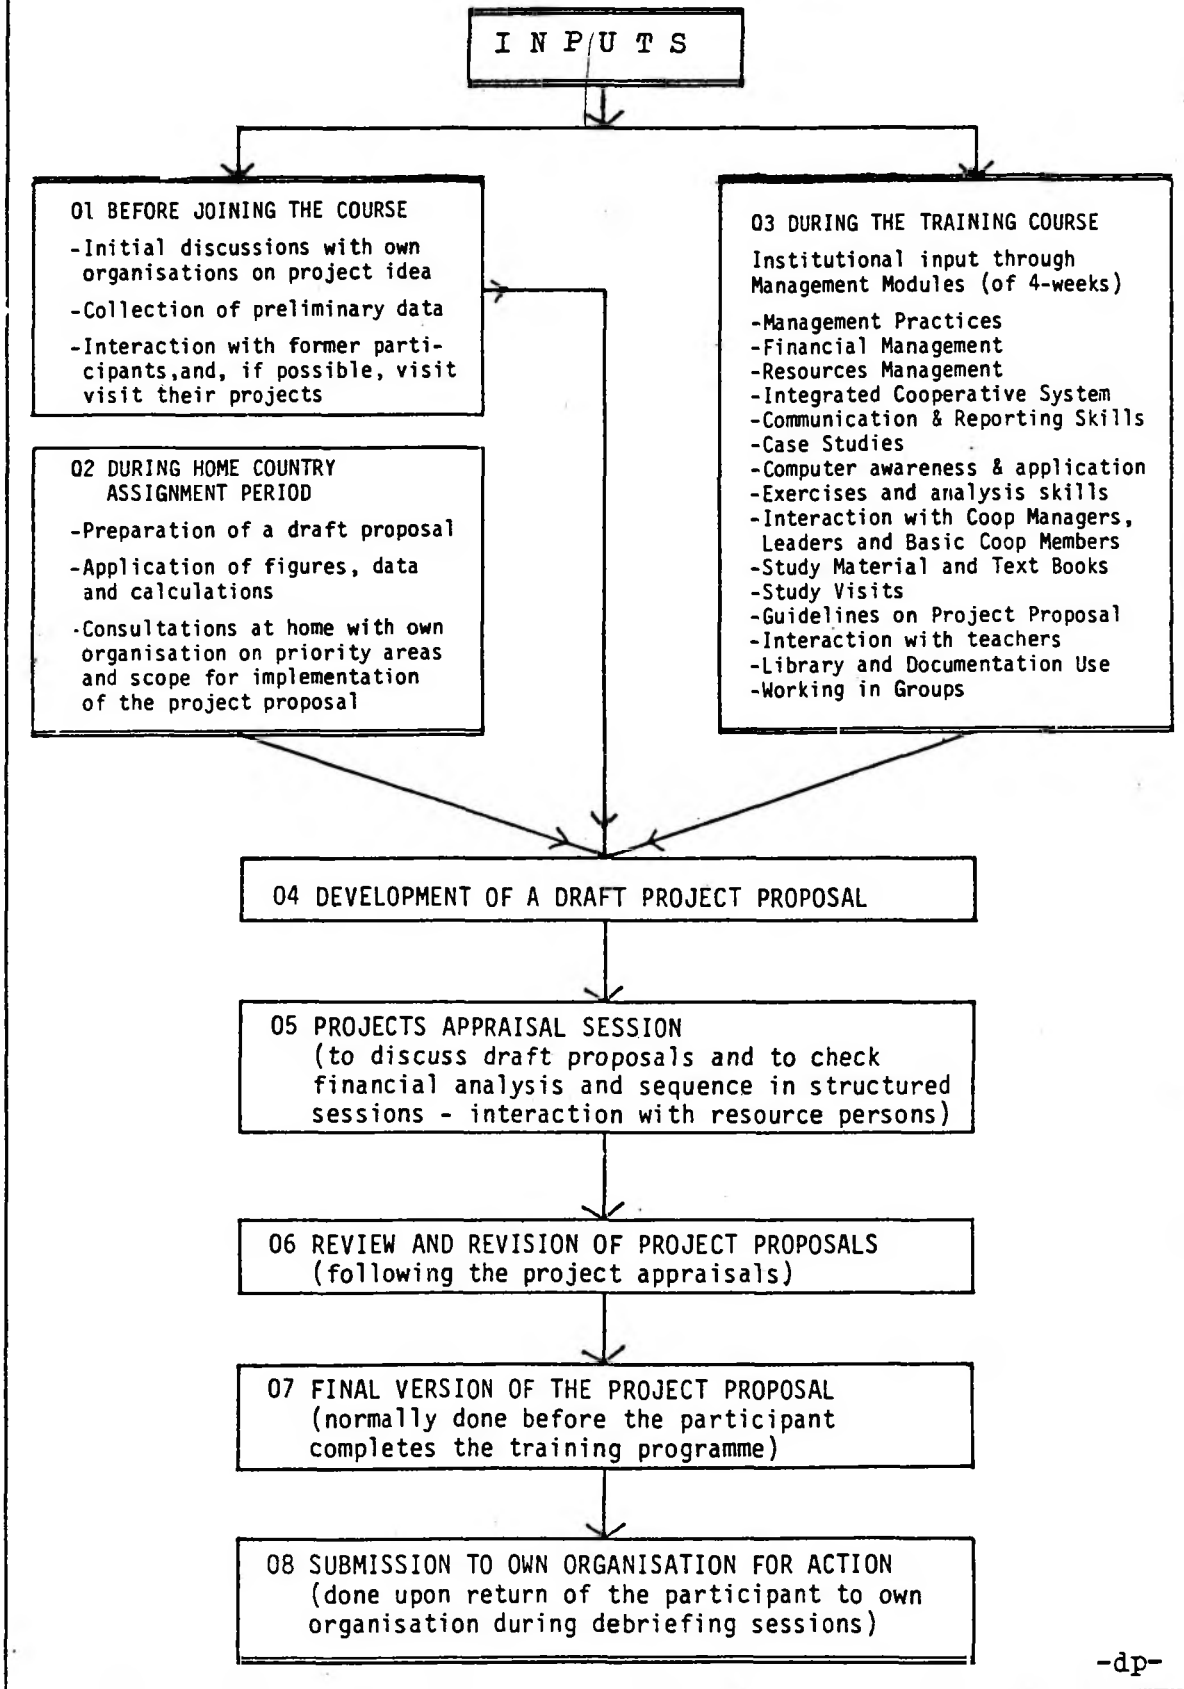 I N P U T S
01 BEFORE JOINING THE COURSE
-Initial discussions with own
organisations on project idea
-Collection of preliminary data
-Interaction with former parti-
cipants,and, if possible, visit
visit their projects
02 DURING HOME COUNTRY
ASSIGNMENT PERIOD
-Preparation of a draft proposal
-Application of figures, data
and calculations
-Consultations at home with own
organisation on priority areas
and scope for implementation
of the project proposal
03 DURING THE TRAINING COURSE
Institutional input through
Management Modules (of 4-weeks)
-Management Practices
-Financial Management
-Resources Management
-Integrated Cooperative System
-Communication & Reporting Skills
-Case Studies
-Computer awareness & application
-Exercises and analysis skills
-Interaction with Coop Managers,
Leaders and Basic Coop Members
-Study Material and Text Books
-Study Visits
-Guidelines on Project Proposal
-Interaction with teachers
-Library and Documentation Use
-Working in Groups
04 DEVELOPMENT OF A DRAFT PROJECT PROPOSAL
05 PROJECTS APPRAISAL SESSION
(to discuss draft proposals and to check
financial analysis and sequence in structured
sessions - interaction with resource persons)
06 REVIEW AND REVISION OF PROJECT PROPOSALS
(following the project appraisals)
07 FINAL VERSION OF THE PROJECT PROPOSAL
(normally done before the participant
completes the training programme)
08 SUBMISSION TO OWN ORGANISATION FOR ACTION
(done upon return of the participant to own
organisation during debriefing sessions)
-dp-